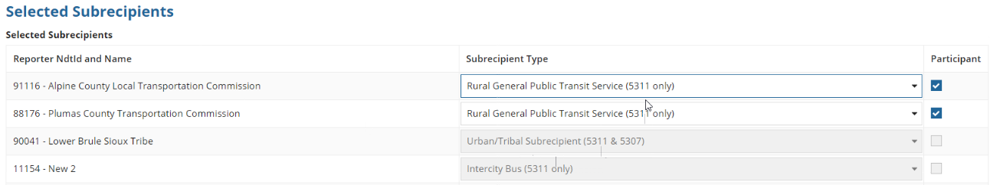 Selected Subrecipients
Selected Subrecipients
Reporter NdtId and Name Subrecipient Type Participant
91116 - Alpine County Local Transportation Commission Rural General Public Transit Service (5311 only)
88176 - Plumas County Transportation Commission Rural General Public Transit Service (5311 only)
90041 - Lower Brule Sioux Tribe Urban/Tribal Subrecipient (5311 & 5307)
11154 - New 2 Intercity Bus (5311 only)